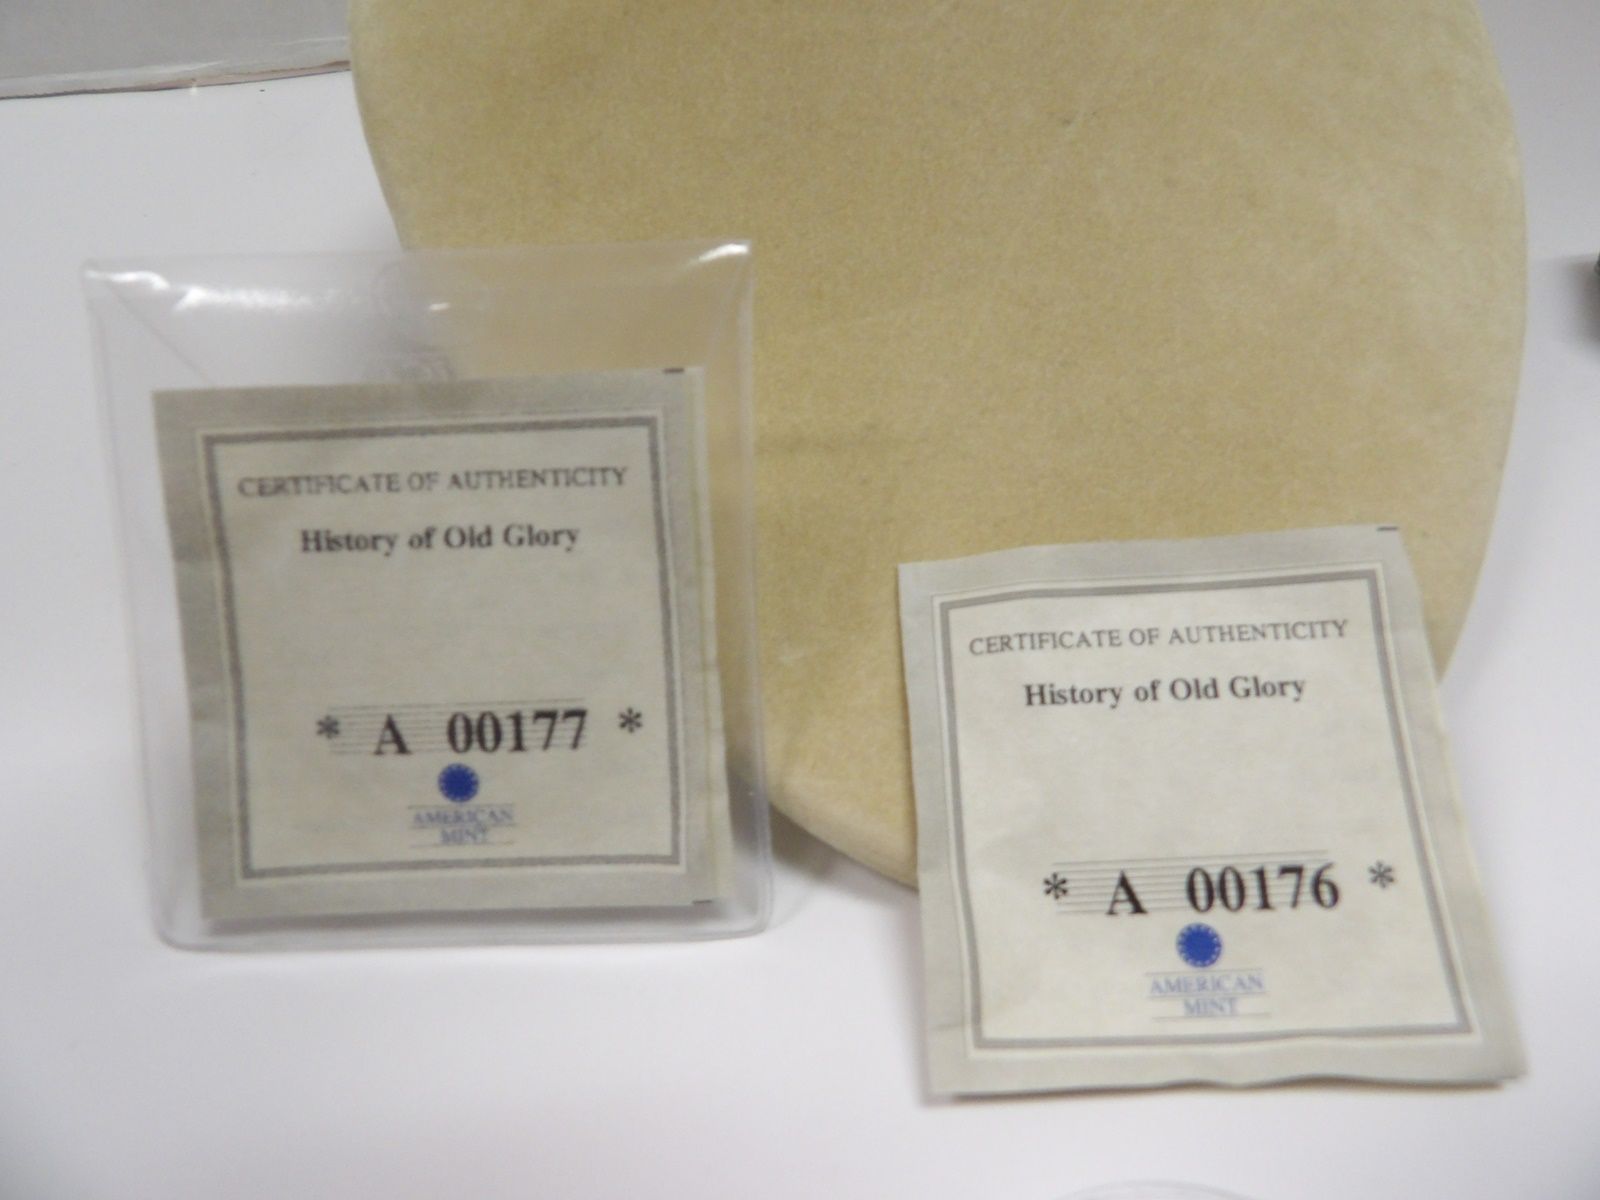 CERTIFICATE OF AUTHENTICITY
History of Old Glory
* A 00177 *
AMERICAN
MINT
CERTIFICATE OF AUTHENTICITY
History of Old Glory
* A 00176 *
AMERICAN
MINT